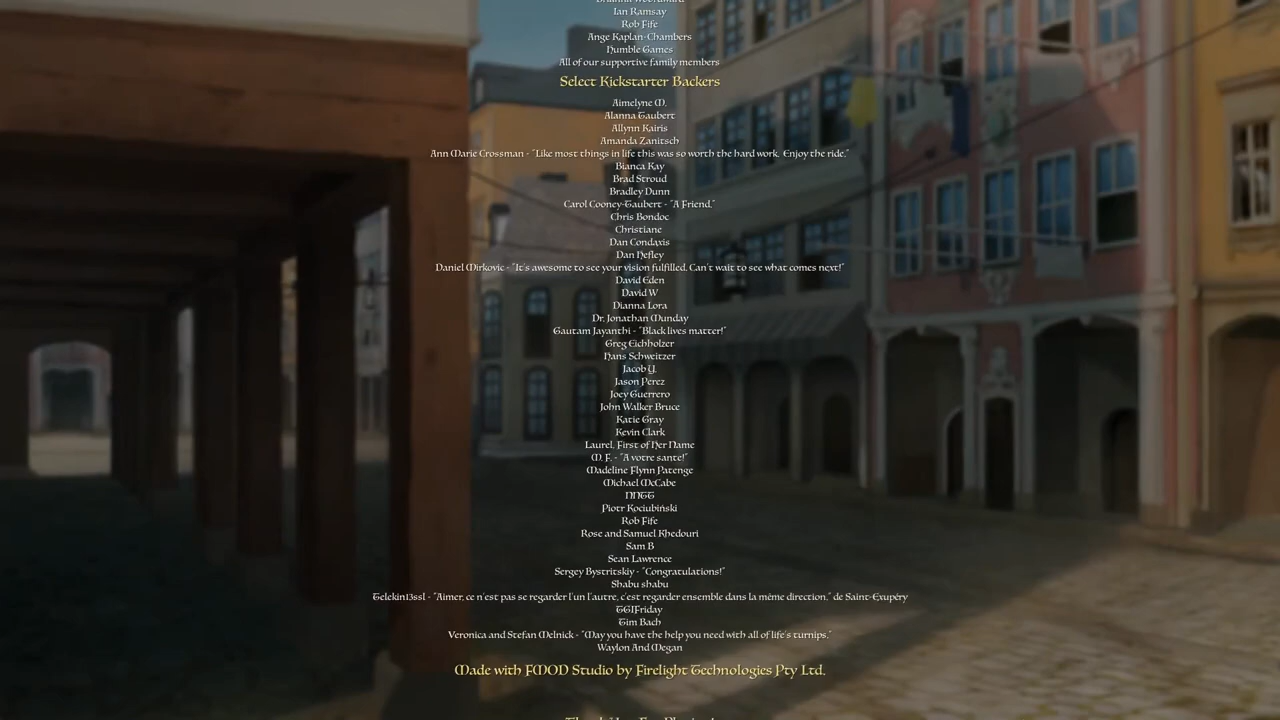 Ian Ramsay
Rob Fife
Ange Kaplan-Chambers
Humble Games
All of our supportive family members
Select Kickstarter Backers
Aimelyne M.
Alanna Taubert
Allynn Kairis
Amanda Zanitsch
Ann Marie Crossman - "Like most things in life this was so worth the hard work.  Enjoy the ride."
Bianca Kay
Brad Stroud
Bradley Dunn
Carol Cooney-Taubert - "A Friend."
Chris Bondoc
Christiane
Dan Condaxis
Dan Hefley
Daniel Mirkovic - "It's awesome to see your vision fulfilled. Can't wait to see what comes next!"
David Eden
David W
Dianna Lora
Dr. Jonathan Munday
Gautam Jayanthi - "Black lives matter!"
Greg Eichholzer
Hans Schweitzer
Jacob Y.
Jason Perez
Joey Guerrero
John Walker Bruce
Katie Gray
Kevin Clark
Laurel, First of Her Name
M. F. - "A votre sante!"
Madeline Flynn Patenge
Michael McCabe
NNTT
Piotr Kociubiński
Rob Fife
Rose and Samuel Khedouri
Sam B
Sean Lawrence
Sergey Bystritskiy - "Congratulations!"
Shabu shabu
Telekin13ssl - "Aimer, ce n'est pas se regarder l'un l'autre, c'est regarder ensemble dans la même direction." de Saint-Exupéry
TGIFriday
Tim Bach
Veronica and Stefan Melnick - "May you have the help you need with all of life's turnips."
Waylon And Megan
Made with FMOD Studio by Firelight Technologies Pty Ltd.